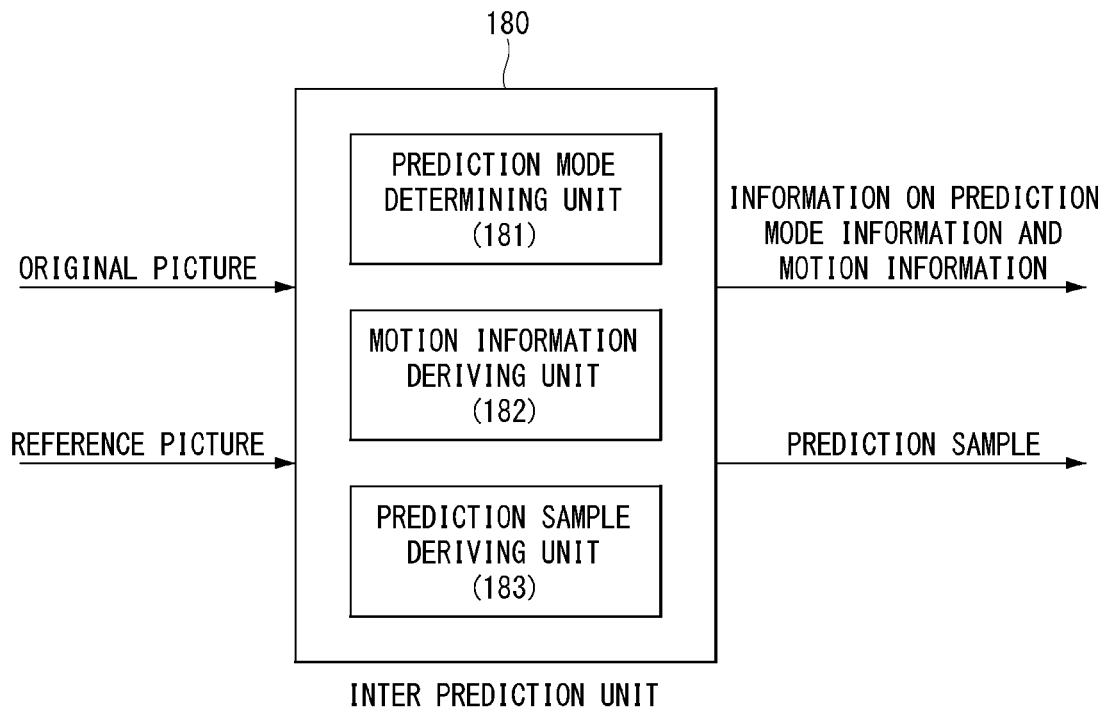 180
PREDICTION MODE
DETERMINING UNIT
(181)
INFORMATION ON PREDICTION
MODE INFORMATION AND
MOTION INFORMATION
ORIGINAL PICTURE
MOTION INFORMATION
DERIVING UNIT
(182)
REFERENCE PICTURE
PREDICTION SAMPLE
PREDICTION SAMPLE
DERIVING UNIT
(183)
INTER PREDICTION UNIT